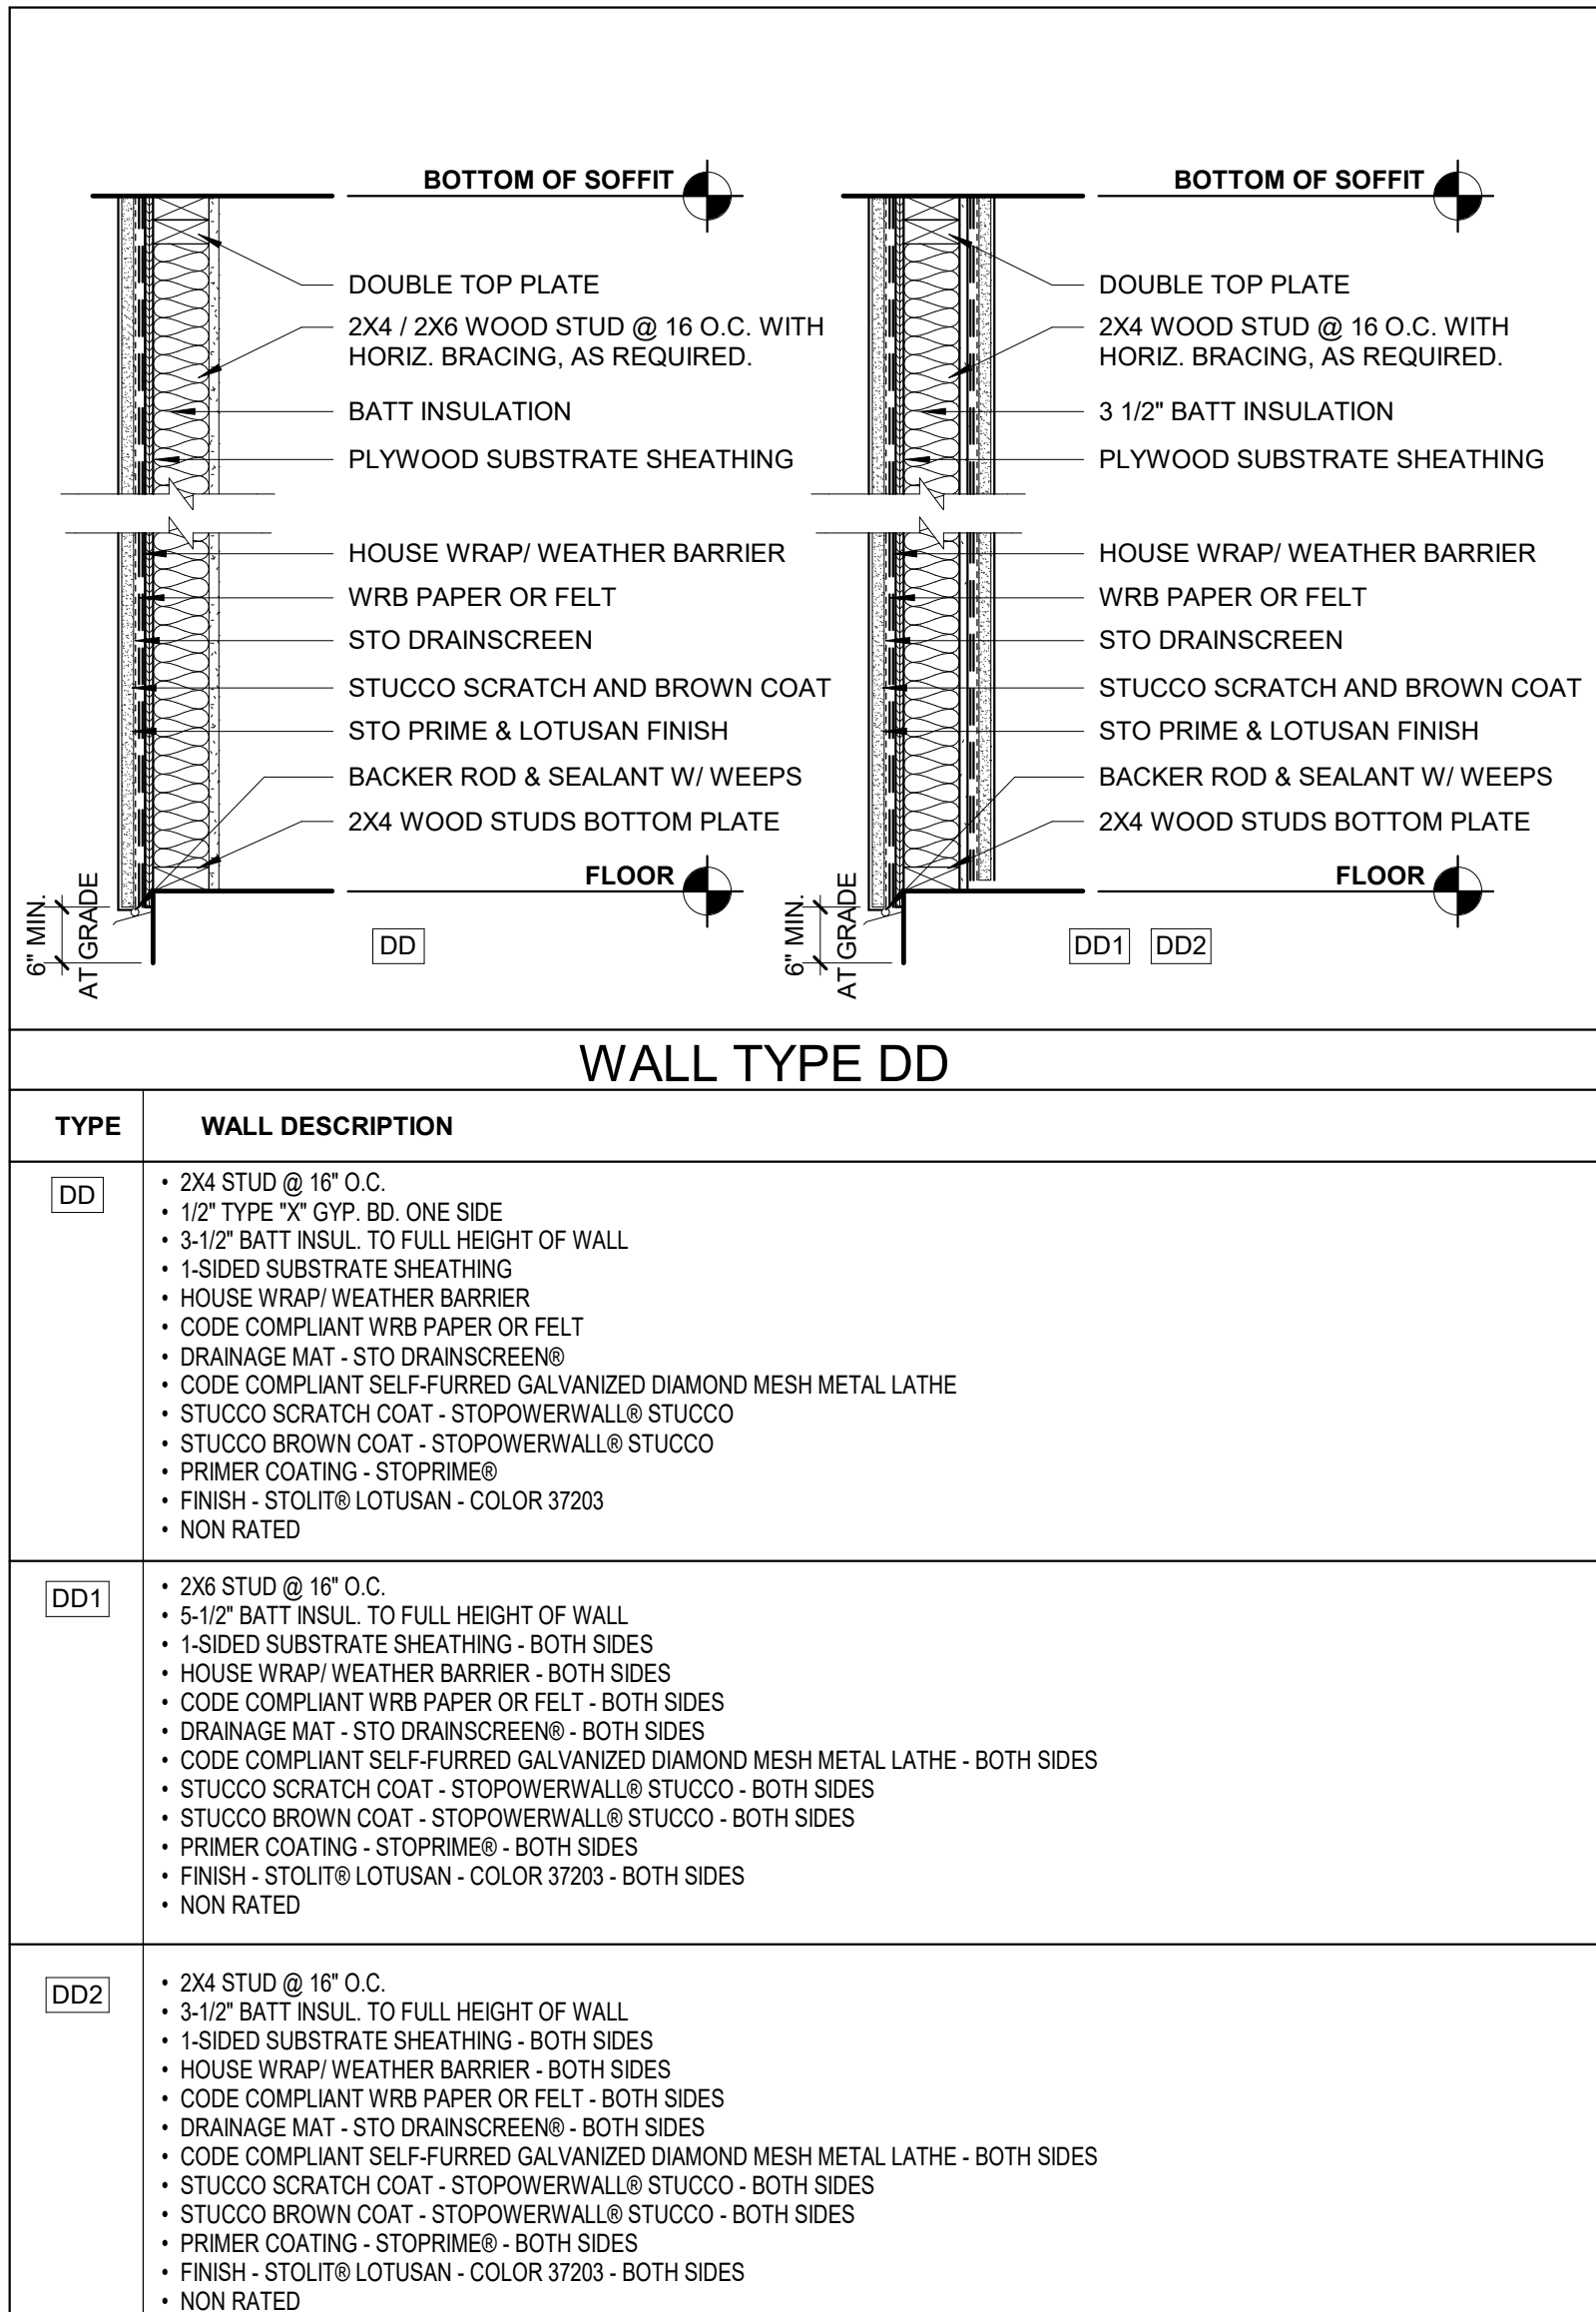 BOTTOM OF SOFFIT
DOUBLE TOP PLATE
2X4 / 2X6 WOOD STUD @ 16 O.C. WITH
HORIZ. BRACING, AS REQUIRED.
BATT INSULATION
PLYWOOD SUBSTRATE SHEATHING
HOUSE WRAP/ WEATHER BARRIER
WRB PAPER OR FELT
STO DRAINSCREEN
STUCCO SCRATCH AND BROWN COAT
STO PRIME & LOTUSAN FINISH
BACKER ROD & SEALANT W/ WEEPS
2X4 WOOD STUDS BOTTOM PLATE
FLOOR
6" MIN.
AT GRADE
DD
BOTTOM OF SOFFIT
DOUBLE TOP PLATE
2X4 WOOD STUD @ 16 O.C. WITH
HORIZ. BRACING, AS REQUIRED.
3 1/2" BATT INSULATION
PLYWOOD SUBSTRATE SHEATHING
HOUSE WRAP/ WEATHER BARRIER
WRB PAPER OR FELT
STO DRAINSCREEN
STUCCO SCRATCH AND BROWN COAT
STO PRIME & LOTUSAN FINISH
BACKER ROD & SEALANT W/ WEEPS
2X4 WOOD STUDS BOTTOM PLATE
FLOOR
6" MIN.
AT GRADE
DD1 DD2
WALL TYPE DD
TYPE WALL DESCRIPTION
DD
• 2X4 STUD @ 16" O.C.
• 1/2" TYPE "X" GYP. BD. ONE SIDE
• 3-1/2" BATT INSUL. TO FULL HEIGHT OF WALL
• 1-SIDED SUBSTRATE SHEATHING
• HOUSE WRAP/ WEATHER BARRIER
• CODE COMPLIANT WRB PAPER OR FELT
• DRAINAGE MAT - STO DRAINSCREEN®
• CODE COMPLIANT SELF-FURRED GALVANIZED DIAMOND MESH METAL LATHE
• STUCCO SCRATCH COAT - STOPOWERWALL® STUCCO
• STUCCO BROWN COAT - STOPOWERWALL® STUCCO
• PRIMER COATING - STOPRIME®
• FINISH - STOLIT® LOTUSAN - COLOR 37203
• NON RATED
DD1
• 2X6 STUD @ 16" O.C.
• 5-1/2" BATT INSUL. TO FULL HEIGHT OF WALL
• 1-SIDED SUBSTRATE SHEATHING - BOTH SIDES
• HOUSE WRAP/ WEATHER BARRIER - BOTH SIDES
• CODE COMPLIANT WRB PAPER OR FELT - BOTH SIDES
• DRAINAGE MAT - STO DRAINSCREEN® - BOTH SIDES
• CODE COMPLIANT SELF-FURRED GALVANIZED DIAMOND MESH METAL LATHE - BOTH SIDES
• STUCCO SCRATCH COAT - STOPOWERWALL® STUCCO - BOTH SIDES
• STUCCO BROWN COAT - STOPOWERWALL® STUCCO - BOTH SIDES
• PRIMER COATING - STOPRIME® - BOTH SIDES
• FINISH - STOLIT® LOTUSAN - COLOR 37203 - BOTH SIDES
• NON RATED
DD2
• 2X4 STUD @ 16" O.C.
• 3-1/2" BATT INSUL. TO FULL HEIGHT OF WALL
• 1-SIDED SUBSTRATE SHEATHING - BOTH SIDES
• HOUSE WRAP/ WEATHER BARRIER - BOTH SIDES
• CODE COMPLIANT WRB PAPER OR FELT - BOTH SIDES
• DRAINAGE MAT - STO DRAINSCREEN® - BOTH SIDES
• CODE COMPLIANT SELF-FURRED GALVANIZED DIAMOND MESH METAL LATHE - BOTH SIDES
• STUCCO SCRATCH COAT - STOPOWERWALL® STUCCO - BOTH SIDES
• STUCCO BROWN COAT - STOPOWERWALL® STUCCO - BOTH SIDES
• PRIMER COATING - STOPRIME® - BOTH SIDES
• FINISH - STOLIT® LOTUSAN - COLOR 37203 - BOTH SIDES
• NON RATED